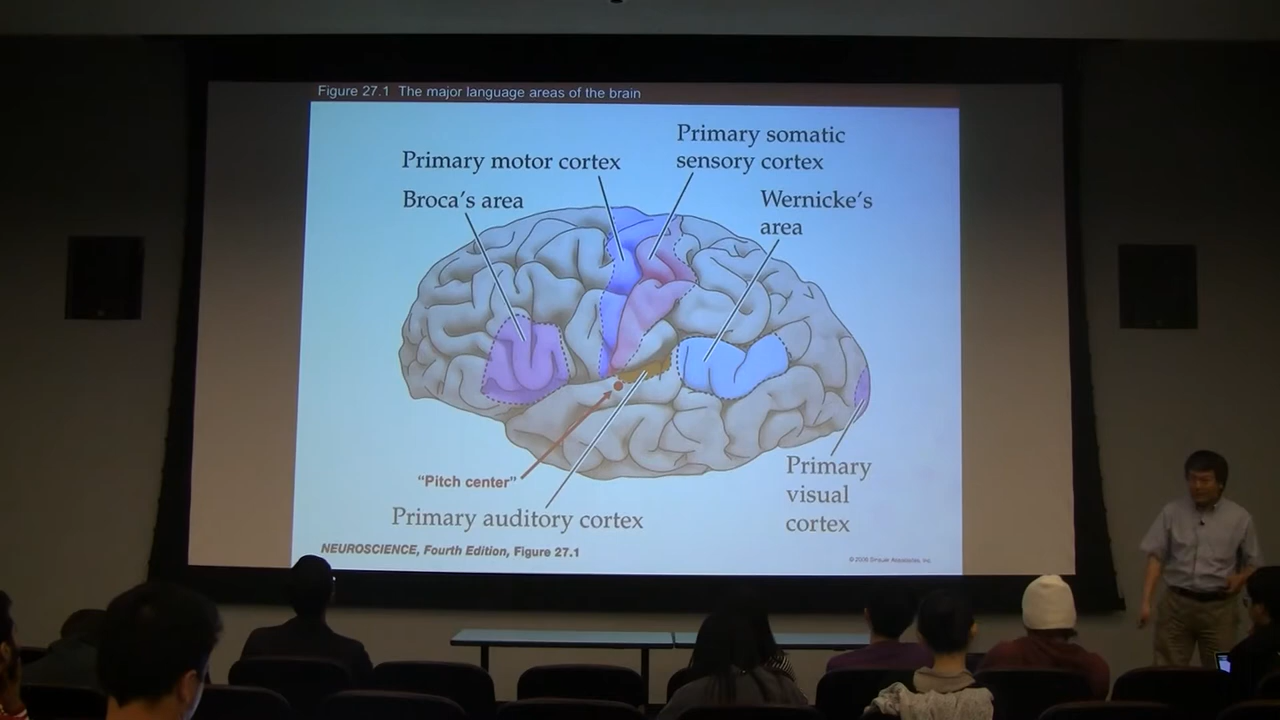 Figure 27.1 The major language areas of the brain
Primary somatic
sensory cortex
Primary motor cortex
Broca's area
Wernicke's
area
"Pitch center"
Primary
visual
cortex
Primary auditory cortex
NEUROSCIENCE, Fourth Edition, Figure 27.1